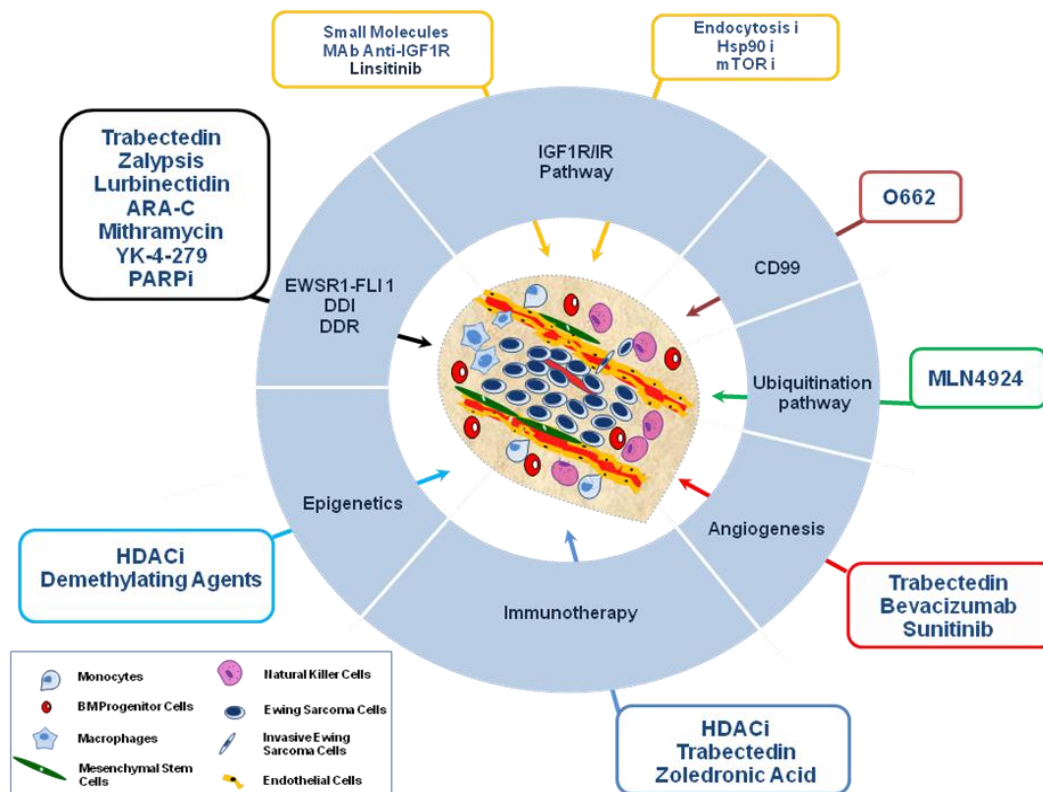 Small Molecules
MAb Anti-IGF1R
Linsitinib
Endocytosis i
Hsp90 i
mTOR i
Trabectedin
Zalypsis
Lurbinectidin
ARA-C
Mithramycin
YK-4-279
PARPi
IGF1R/IR
Pathway
O662
CD99
EWSR1-FLI1
DDI
DDR
Ubiquitination
pathway
MLN4924
Epigenetics
Angiogenesis
HDACi
Demethylating Agents
Trabectedin
Bevacizumab
Sunitinib
Immunotherapy
HDACi
Trabectedin
Zoledronic Acid
Monocytes
BM Progenitor Cells
Macrophages
Mesenchymal Stem
Cells
Natural Killer Cells
Ewing Sarcoma Cells
Invasive Ewing
Sarcoma Cells
Endothelial Cells